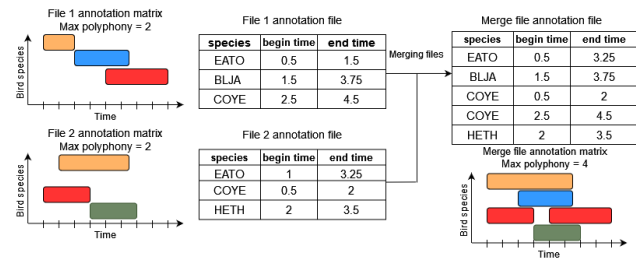 File 1 annotation matrix
Max polyphony = 2
Bird species
Time
File 1 annotation file
species begin time end time
EATO 0.5 1.5
BLJA 1.5 3.75
COYE 2.5 4.5
Merging files
File 2 annotation matrix
Max polyphony = 2
Bird species
Time
File 2 annotation file
species begin time end time
EATO 1 3.25
COYE 0.5 2
HETH 2 3.5
Merge file annotation file
species begin time end time
EATO 0.5 3.25
BLJA 1.5 3.75
COYE 0.5 2
COYE 2.5 4.5
HETH 2 3.5
Merge file annotation matrix
Max polyphony = 4
Bird species
Time